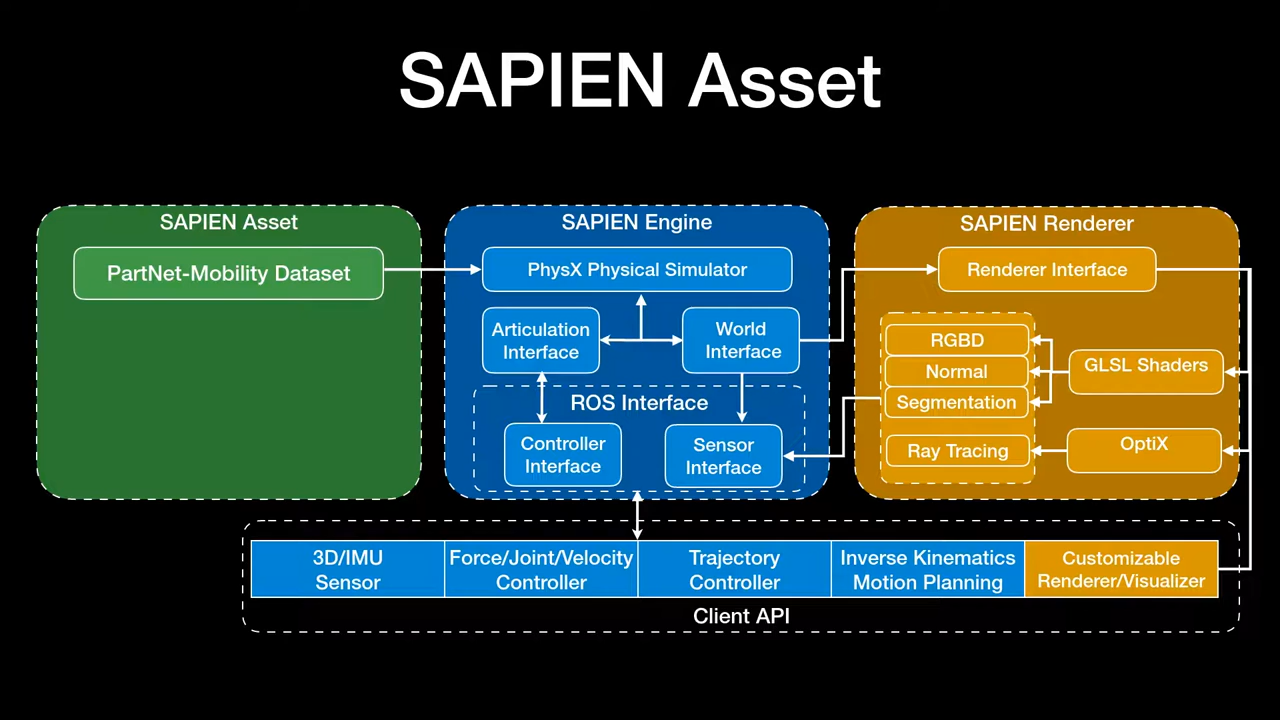 SAPIEN Asset
SAPIEN Asset
PartNet-Mobility Dataset
SAPIEN Engine
PhysX Physical Simulator
Articulation
Interface
World
Interface
ROS Interface
Controller
Interface
Sensor
Interface
SAPIEN Renderer
Renderer Interface
RGBD
Normal
Segmentation
Ray Tracing
GLSL Shaders
OptiX
3D/IMU
Sensor
Force/Joint/Velocity
Controller
Trajectory
Controller
Inverse Kinematics
Motion Planning
Customizable
Renderer/Visualizer
Client API